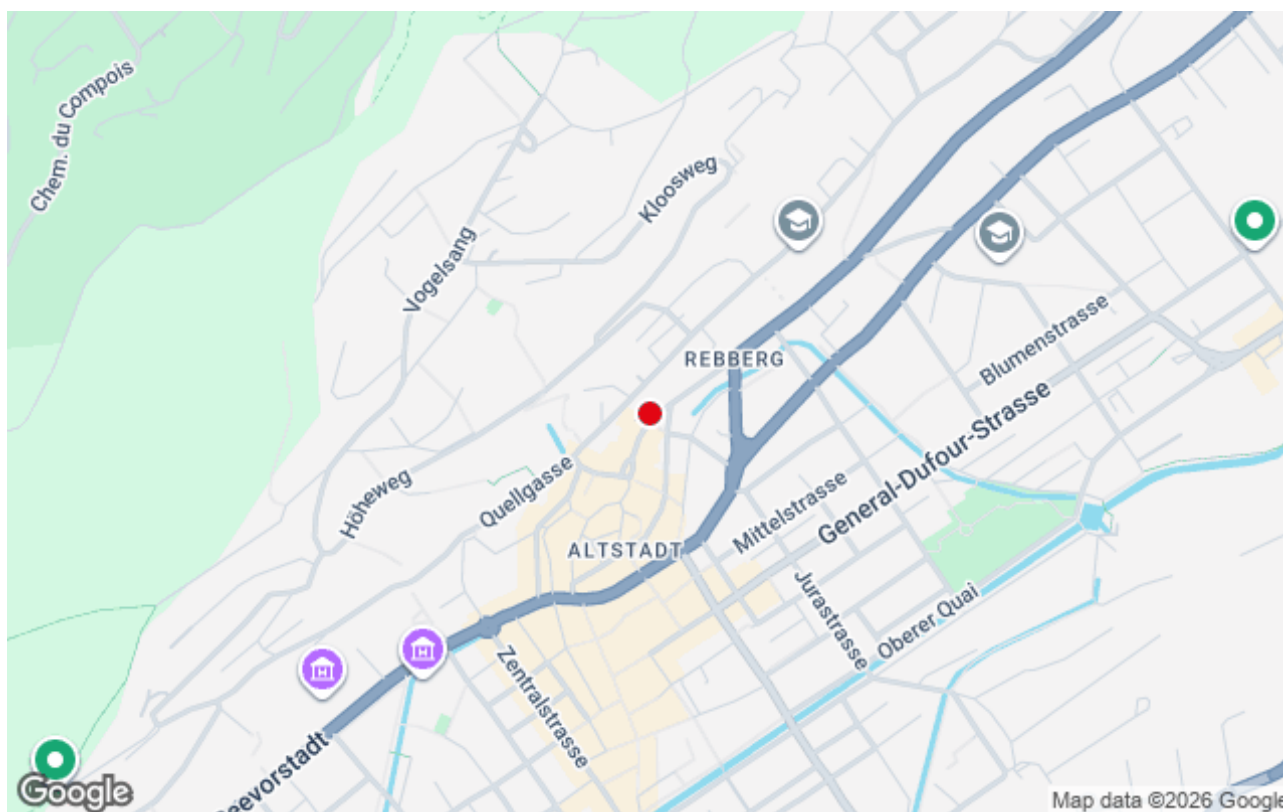 Chem. du Compois
Kloosweg
Vogelsang
REBBERG
Blumenstrasse
General-Dufour-Strasse
Höheweg
Quellgasse
Mittelstrasse
ALTSTADT
Jurastrasse
Oberer Quai
Zentralstrasse
Seevorstadt
Google
Map data ©2026 Google